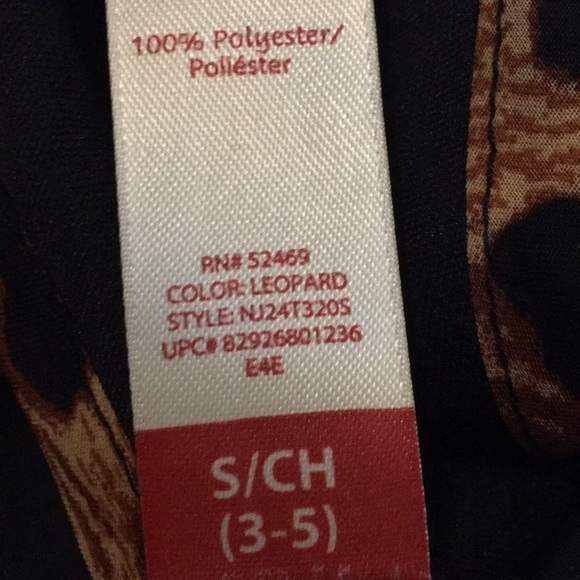 100% Polyester/
Poliéster
RN# 52469
COLOR: LEOPARD
STYLE: NJ24T320S
UPC# 82926801236
E4E
S/CH
(3-5)